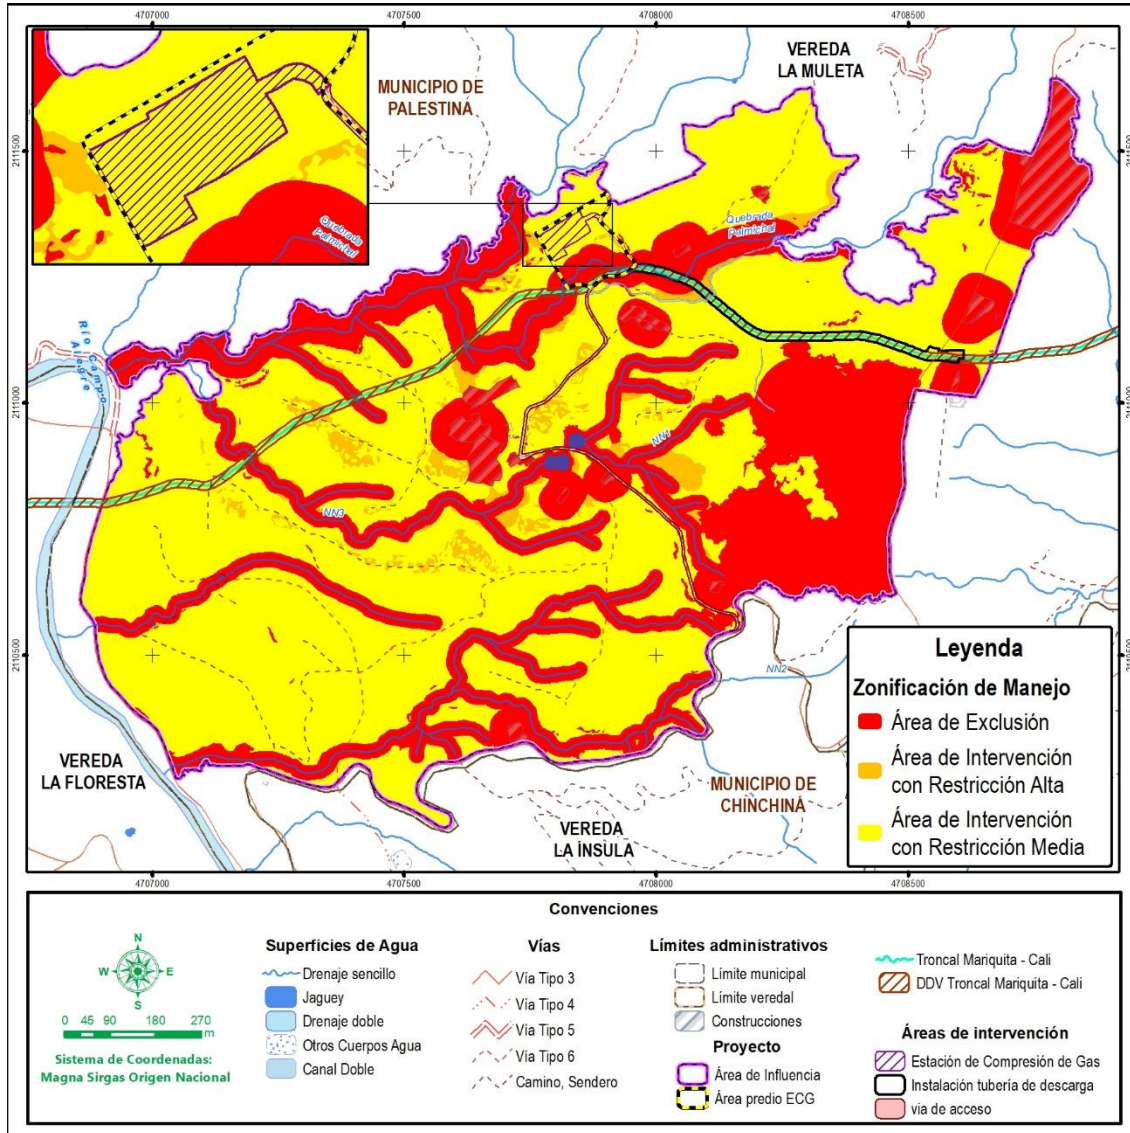 4707000
4707500
4708000
4708500
2111500
2111000
2110500
2111500
2111000
2110500
MUNICIPIO DE
PALESTINA
VEREDA
LA MULETA
Quebrada
Palmichal
Quebrada
Palmichal
Río Campo
Alegre
NN1
NN3
NN2
VEREDA
LA FLORESTA
MUNICIPIO DE
CHINCHINÁ
VEREDA
LA ÍNSULA
Leyenda
Zonificación de Manejo
Área de Exclusión
Área de Intervención
con Restricción Alta
Área de Intervención
con Restricción Media
4707000
4707500
4708000
4708500
Convenciones
N
W
E
S
0 45 90 180 270
m
Sistema de Coordenadas:
Magna Sirgas Origen Nacional
Superficies de Agua
Drenaje sencillo
Jaguey
Drenaje doble
Otros Cuerpos Agua
Canal Doble
Vías
Vía Tipo 3
Vía Tipo 4
Vía Tipo 5
Vía Tipo 6
Camino, Sendero
Límites administrativos
Límite municipal
Límite veredal
Construcciones
Proyecto
Área de Influencia
Área predio ECG
Troncal Mariquita - Cali
DDV Troncal Mariquita - Cali
Áreas de intervención
Estación de Compresión de Gas
Instalación tubería de descarga
via de acceso